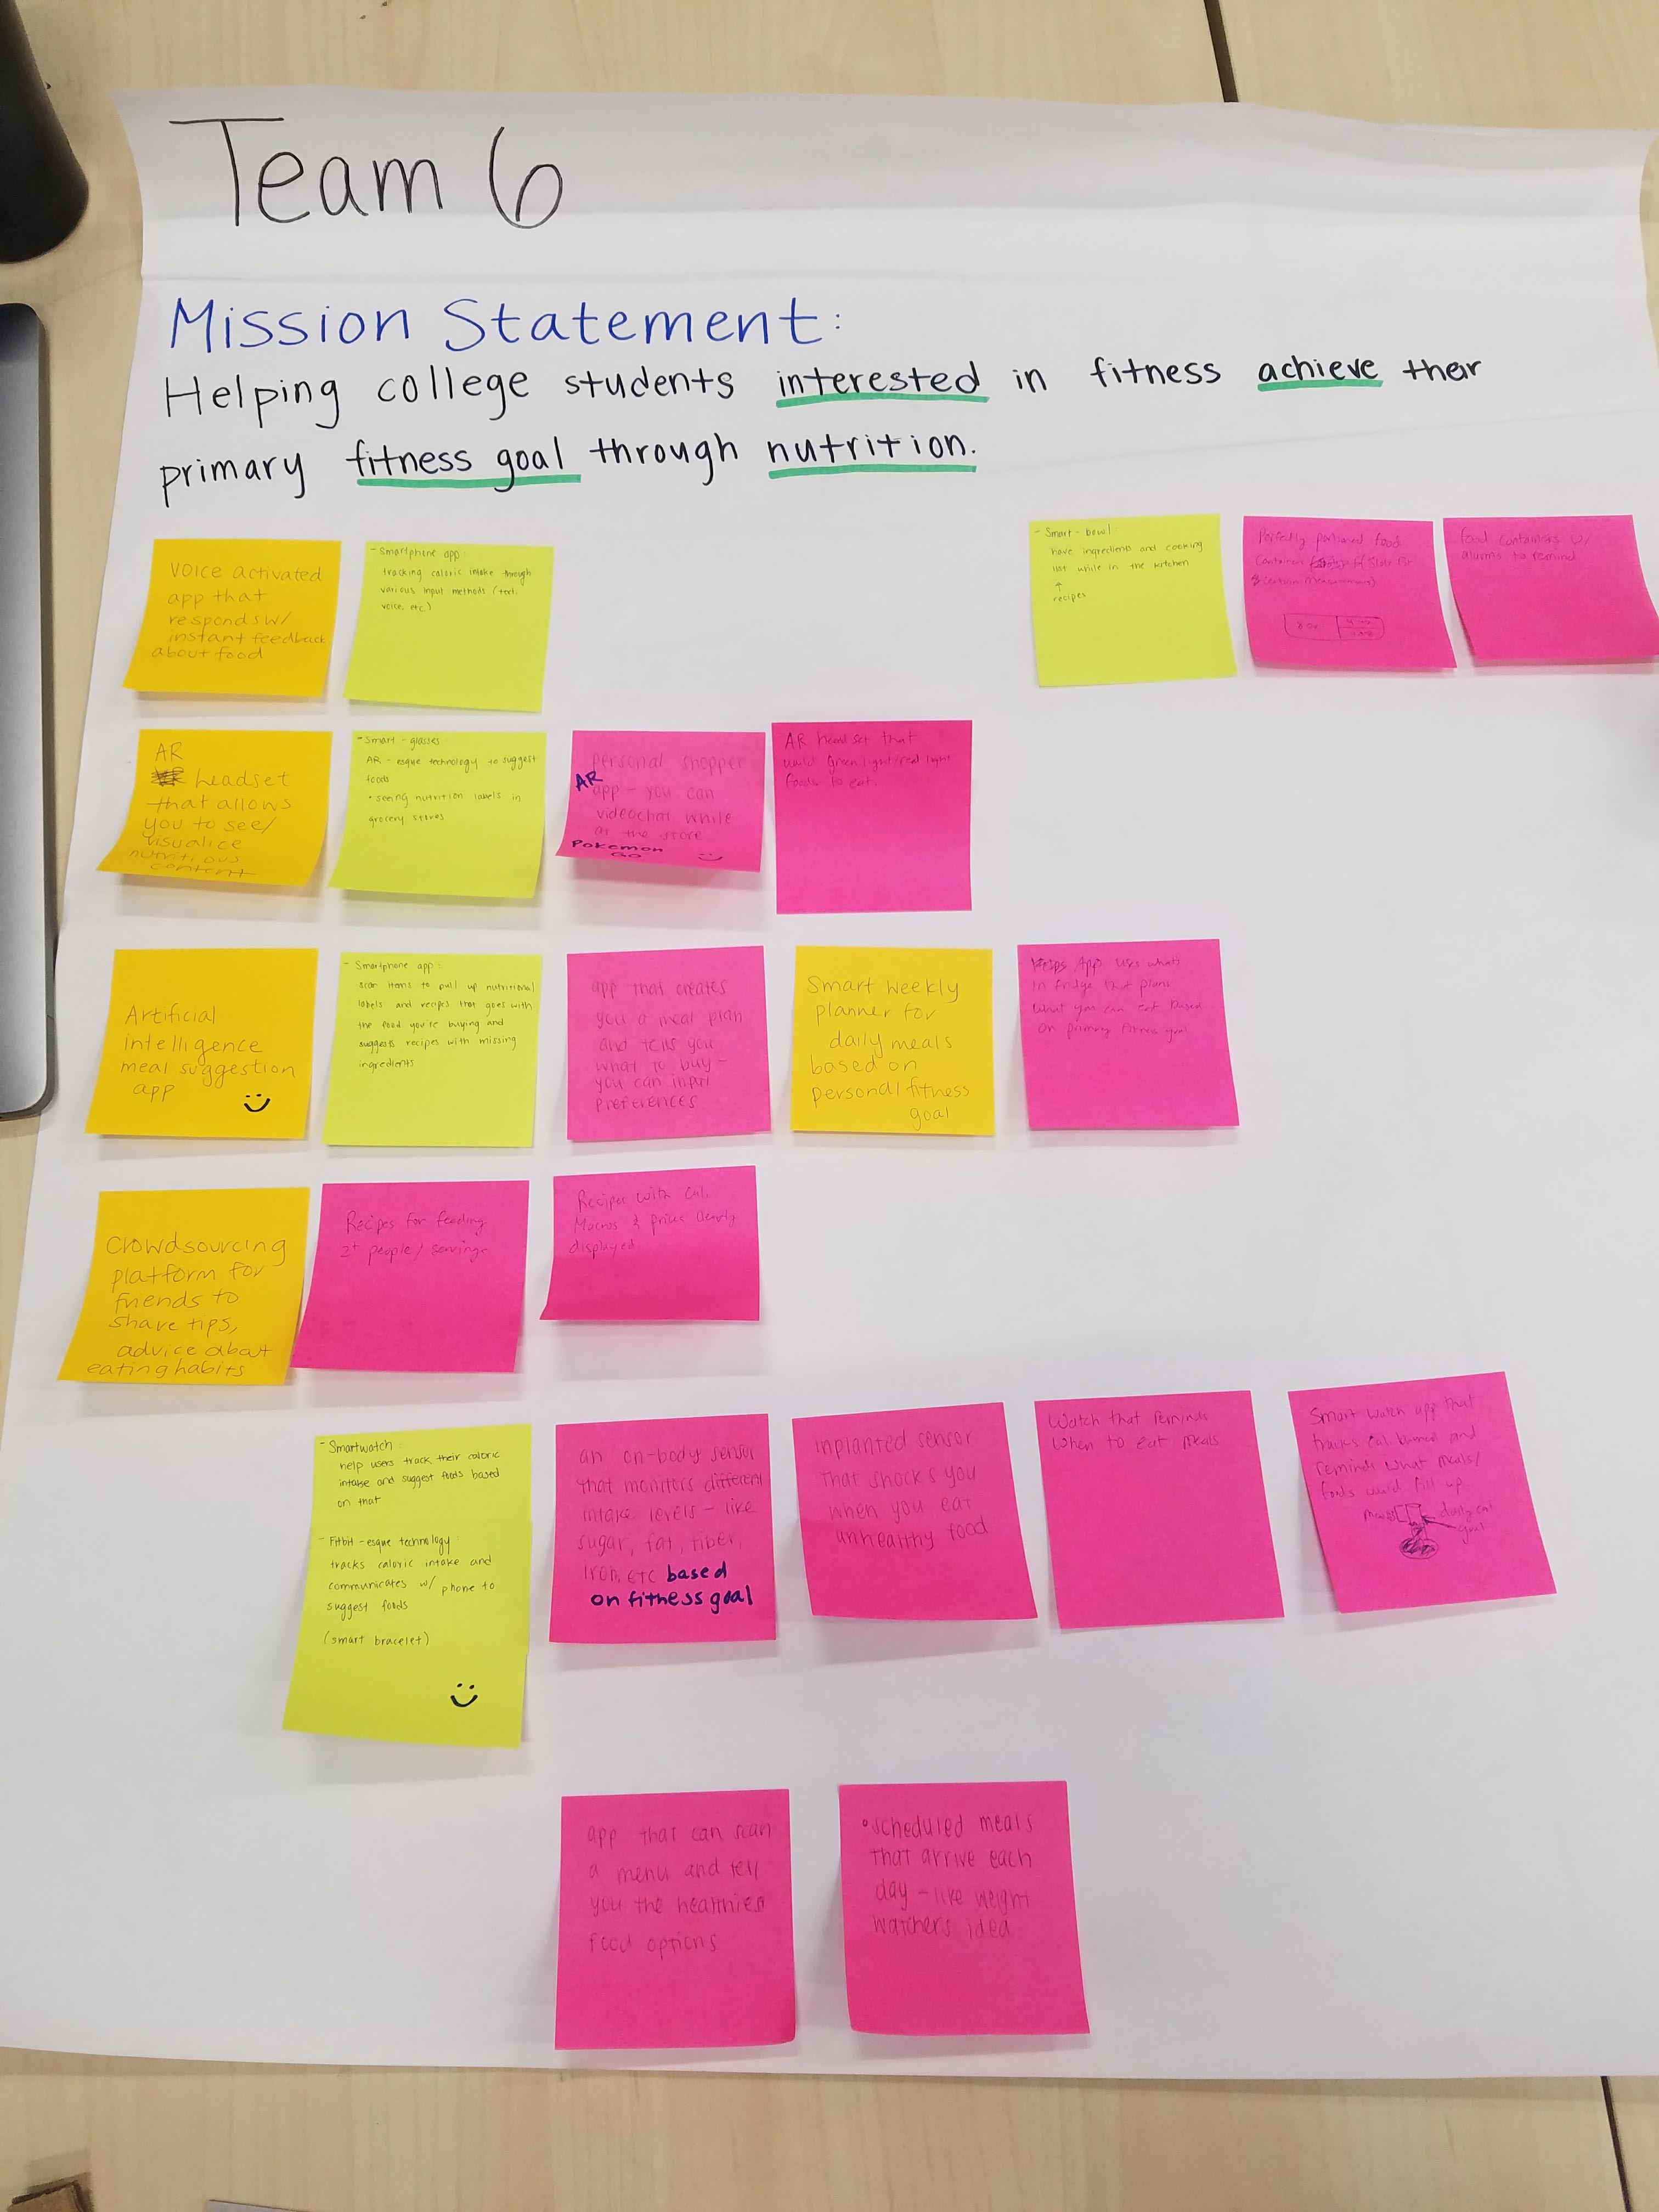 Team 6
Mission Statement:
Helping college students interested in fitness achieve their
primary fitness goal through nutrition.
Voice activated
app that
responds w/
instant feedback
about food
- Smartphone app:
tracking caloric intake through
various input methods (text,
voice, etc.)
- Smart-bowl:
have ingredients and cooking
list while in the kitchen
↑
recipes
Perfectly portioned food
Container
food containers w/
alarms to remind
AR
headset
that allows
you to see/
visualize
nutritious
content
- Smart-glasses:
AR-esque technology to suggest
foods
• seeing nutrition labels in
grocery stores
personal shopper
AR app - you can
videochat while
at the store
Pokemon
Go
AR headset that
would green light/red light
foods to eat.
Artificial
intelligence
meal suggestion
app
- Smartphone app:
scan items to pull up nutritional
labels and recipes that goes with
the food you're buying and
suggests recipes with missing
ingredients
app that creates
you a meal plan
and tells you
what to buy -
you can input
preferences
Smart weekly
planner for
daily meals
based on
personal fitness
goal
App uses what's
in fridge that plans
what you can eat based
on primary fitness goal
Crowdsourcing
platform for
friends to
share tips,
advice about
eating habits
Recipes for feeding
2+ people/servings
Recipes with Cal,
Macros & prices clearly
displayed
- Smartwatch
help users track their caloric
intake and suggest foods based
on that
- Fitbit-esque technology:
tracks caloric intake and
communicates w/ phone to
suggest foods
(smart bracelet)
an on-body sensor
that monitors different
intake levels - like
sugar, fat, fiber,
iron, etc based
on fitness goal
inplanted sensor
that shocks you
when you eat
unhealthy food
Watch that reminds
when to eat meals
Smart watch app that
tracks cal. burned and
reminds what meals/
foods would fill up
app that can scan
a menu and tell
you the healthiest
food options
• scheduled meals
that arrive each
day - like weight
watchers idea